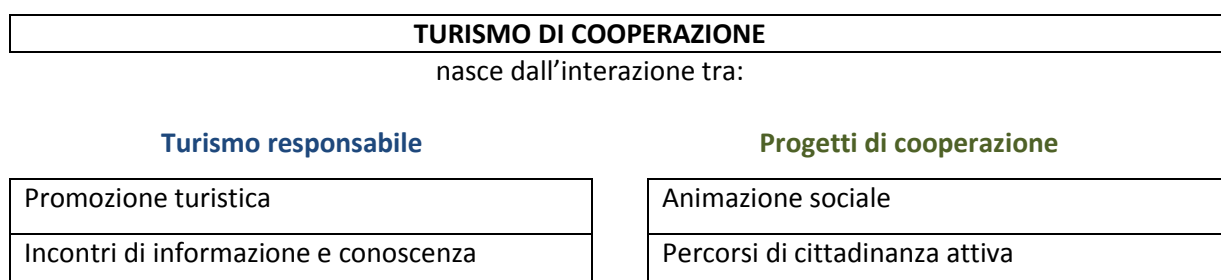 TURISMO DI COOPERAZIONE
nasce dall’interazione tra:
Turismo responsabile
Progetti di cooperazione
Promozione turistica
Animazione sociale
Incontri di informazione e conoscenza
Percorsi di cittadinanza attiva